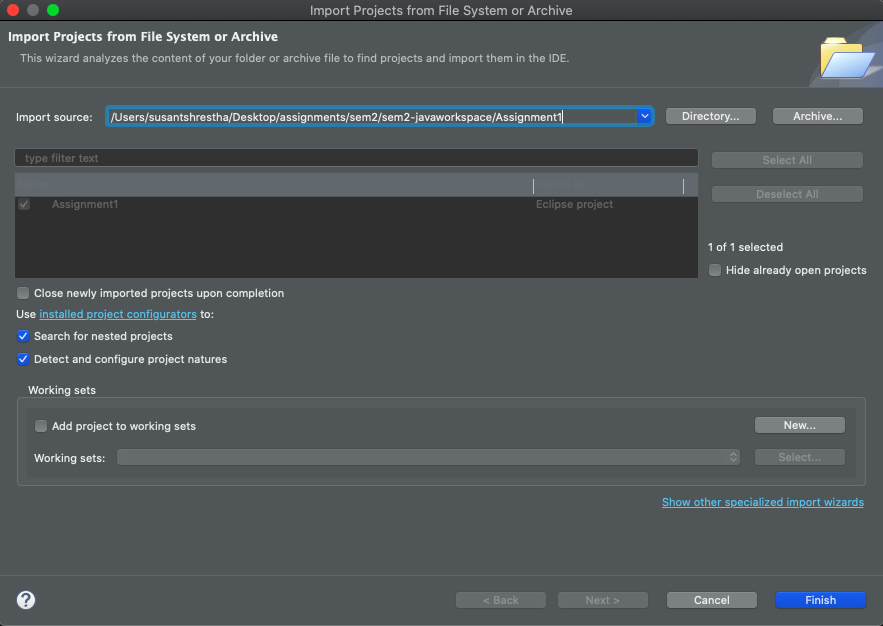 Import Projects from File System or Archive
Import Projects from File System or Archive
This wizard analyzes the content of your folder or archive file to find projects and import them in the IDE.
Import source: /Users/susantshrestha/Desktop/assignments/sem2/sem2-javaworkspace/Assignment1 Directory... Archive...
type filter text Select All
Deselect All
Assignment1 Eclipse project
1 of 1 selected
Hide already open projects
Close newly imported projects upon completion
Use installed project configurators to:
Search for nested projects
Detect and configure project natures
Working sets
Add project to working sets New...
Working sets: Select...
Show other specialized import wizards
? < Back Next > Cancel Finish